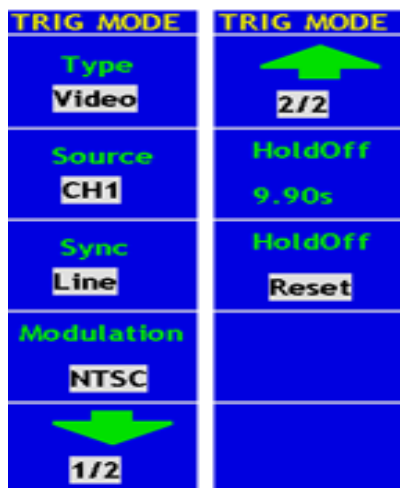 TRIG MODE
Type
Video
Source
CH1
Sync
Line
Modulation
NTSC
1/2
TRIG MODE
2/2
HoldOff
9.90s
HoldOff
Reset